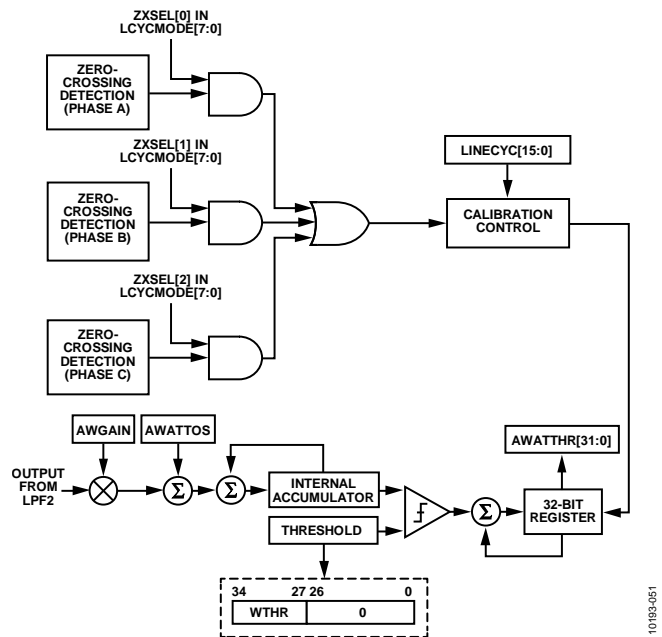 ZXSEL[0] IN
LCYCMODE[7:0]
ZERO-
CROSSING
DETECTION
(PHASE A)
ZXSEL[1] IN
LCYCMODE[7:0]
ZERO-
CROSSING
DETECTION
(PHASE B)
ZXSEL[2] IN
LCYCMODE[7:0]
ZERO-
CROSSING
DETECTION
(PHASE C)
LINECYC[15:0]
CALIBRATION
CONTROL
AWGAIN
AWATTOS
OUTPUT
FROM
LPF2
Σ
Σ
INTERNAL
ACCUMULATOR
THRESHOLD
Σ
AWATTHR[31:0]
32-BIT
REGISTER
34 27 26 0
WTHR 0
10193-051